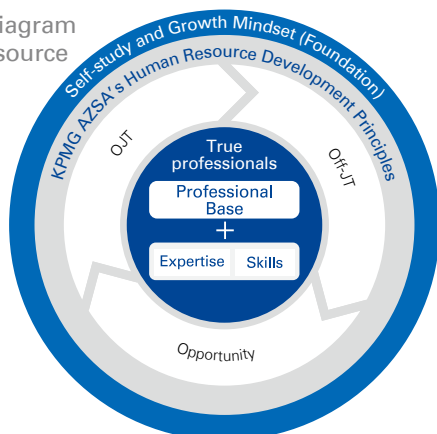 iagram
source
Self-study and Growth Mindset (Foundation)
KPMG AZSA's Human Resource Development Principles
OJT
Off-JT
True
professionals
Professional
Base
+
Expertise
Skills
Opportunity